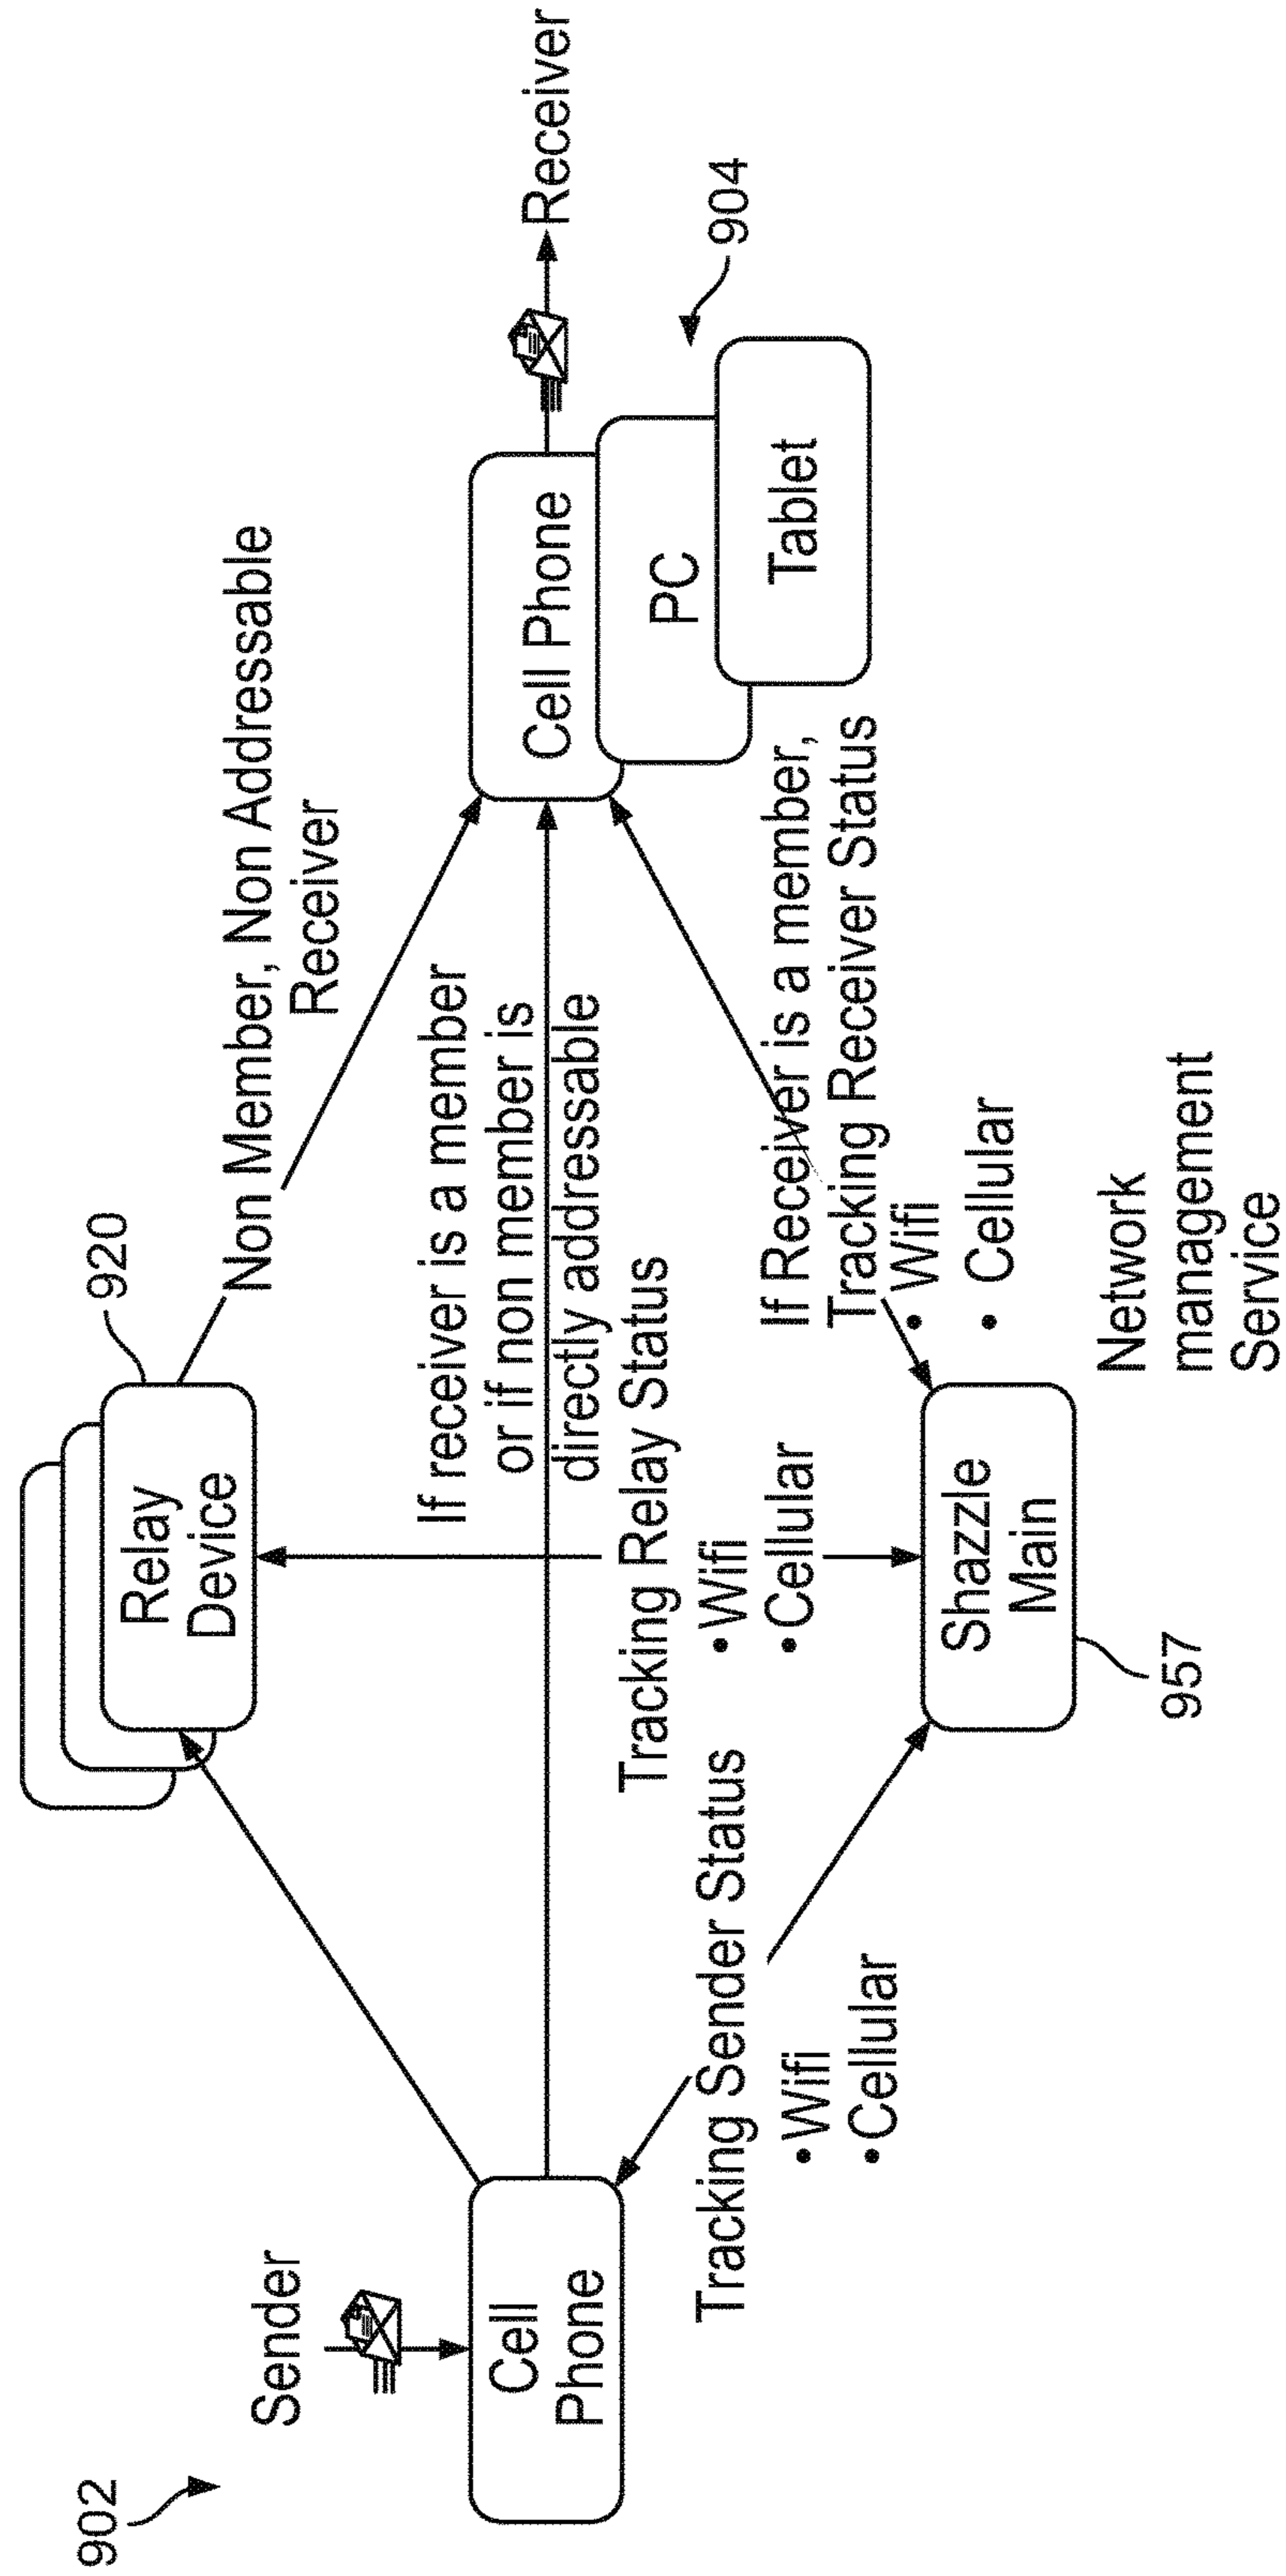 902
Sender
Cell
Phone
920
Relay
Device
Non Member, Non Addressable
Receiver
If receiver is a member
or if non member is
directly addressable
Tracking Relay Status
•Wifi
•Cellular
Tracking Sender Status
•Wifi
•Cellular
Shazzle
Main
957
If Receiver is a member,
Tracking Receiver Status
• Wifi
• Cellular
Network
management
Service
Cell Phone
PC
Tablet
904
Receiver